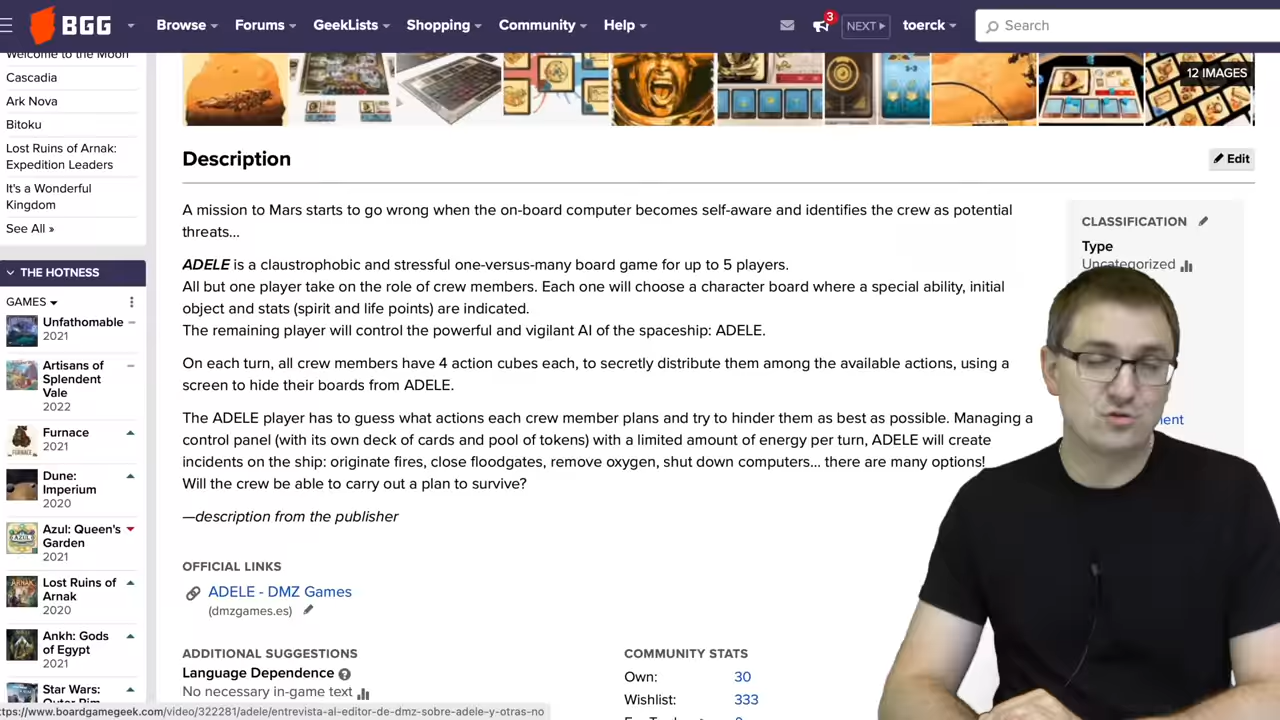 BGG
Browse
Forums
GeekLists
Shopping
Community
Help
3
NEXT
toerck
Search
Welcome to the Moon
Cascadia
Ark Nova
Bitoku
Lost Ruins of Arnak:
Expedition Leaders
It's a Wonderful
Kingdom
See All »
THE HOTNESS
GAMES
Unfathomable
2021
Artisans of
Splendent
Vale
2022
Furnace
2021
Dune:
Imperium
2020
Azul: Queen's
Garden
2021
Lost Ruins of
Arnak
2020
Ankh: Gods
of Egypt
2021
Star Wars:
Outer Rim
12 IMAGES
Description
Edit
A mission to Mars starts to go wrong when the on-board computer becomes self-aware and identifies the crew as potential
threats...
ADELE is a claustrophobic and stressful one-versus-many board game for up to 5 players.
All but one player take on the role of crew members. Each one will choose a character board where a special ability, initial
object and stats (spirit and life points) are indicated.
The remaining player will control the powerful and vigilant AI of the spaceship: ADELE.
On each turn, all crew members have 4 action cubes each, to secretly distribute them among the available actions, using a
screen to hide their boards from ADELE.
The ADELE player has to guess what actions each crew member plans and try to hinder them as best as possible. Managing a
control panel (with its own deck of cards and pool of tokens) with a limited amount of energy per turn, ADELE will create
incidents on the ship: originate fires, close floodgates, remove oxygen, shut down computers... there are many options!
Will the crew be able to carry out a plan to survive?
—description from the publisher
OFFICIAL LINKS
ADELE - DMZ Games
(dmzgames.es)
ADDITIONAL SUGGESTIONS
Language Dependence
No necessary in-game text
COMMUNITY STATS
Own: 30
Wishlist: 333
CLASSIFICATION
Type
Uncategorized
ent
ttps://www.boardgamegeek.com/video/322281/adele/entrevista-al-editor-de-dmz-sobre-adele-y-otras-no